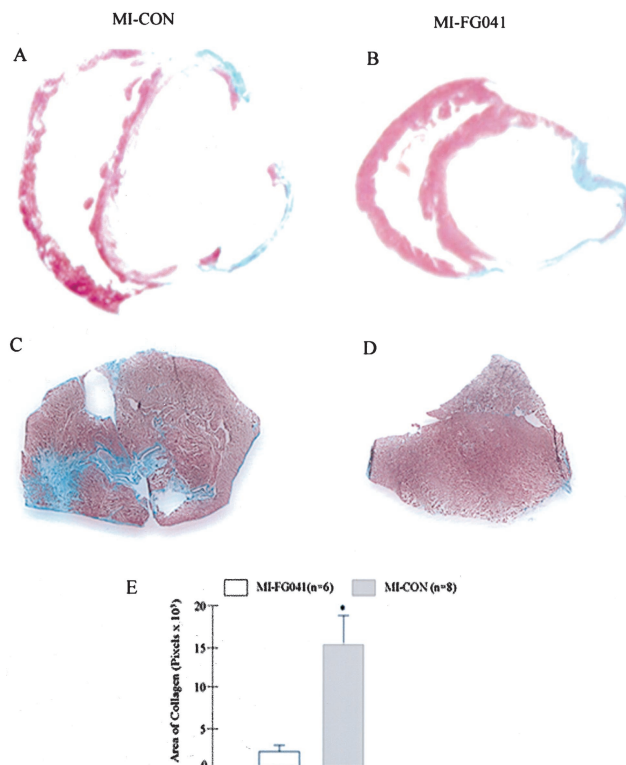 MI-CON
MI-FG041
A
B
C
D
E
MI-FG041(n=6)
MI-CON (n=8)
Area of Collagen (Pixels x 10³)
20
15
10
5
0